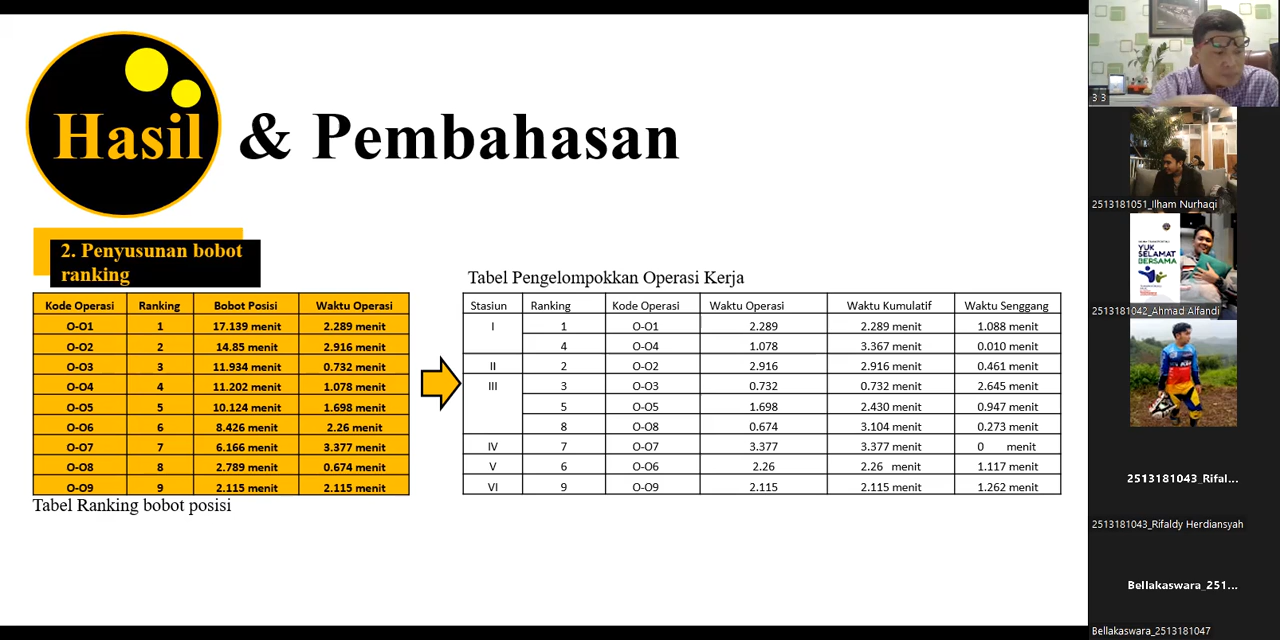 Hasil & Pembahasan
2. Penyusunan bobot
ranking
Kode Operasi Ranking Bobot Posisi Waktu Operasi
O-O1 1 17.139 menit 2.289 menit
O-O2 2 14.85 menit 2.916 menit
O-O3 3 11.934 menit 0.732 menit
O-O4 4 11.202 menit 1.078 menit
O-O5 5 10.124 menit 1.698 menit
O-O6 6 8.426 menit 2.26 menit
O-O7 7 6.166 menit 3.377 menit
O-O8 8 2.789 menit 0.674 menit
O-O9 9 2.115 menit 2.115 menit
Tabel Ranking bobot posisi
Tabel Pengelompokkan Operasi Kerja
Stasiun Ranking Kode Operasi Waktu Operasi Waktu Kumulatif Waktu Senggang
I 1 O-O1 2.289 2.289 menit 1.088 menit
4 O-O4 1.078 3.367 menit 0.010 menit
II 2 O-O2 2.916 2.916 menit 0.461 menit
III 3 O-O3 0.732 0.732 menit 2.645 menit
5 O-O5 1.698 2.430 menit 0.947 menit
8 O-O8 0.674 3.104 menit 0.273 menit
IV 7 O-O7 3.377 3.377 menit 0 menit
V 6 O-O6 2.26 2.26 menit 1.117 menit
VI 9 O-O9 2.115 2.115 menit 1.262 menit
3 3
2513181051_Ilham Nurhaqi
YUK
SELAMAT
BERSAMA
2513181042_Ahmad Alfandi
2513181043_Rifal...
2513181043_Rifaldy Herdiansyah
Bellakaswara_251...
Bellakaswara_2513181047